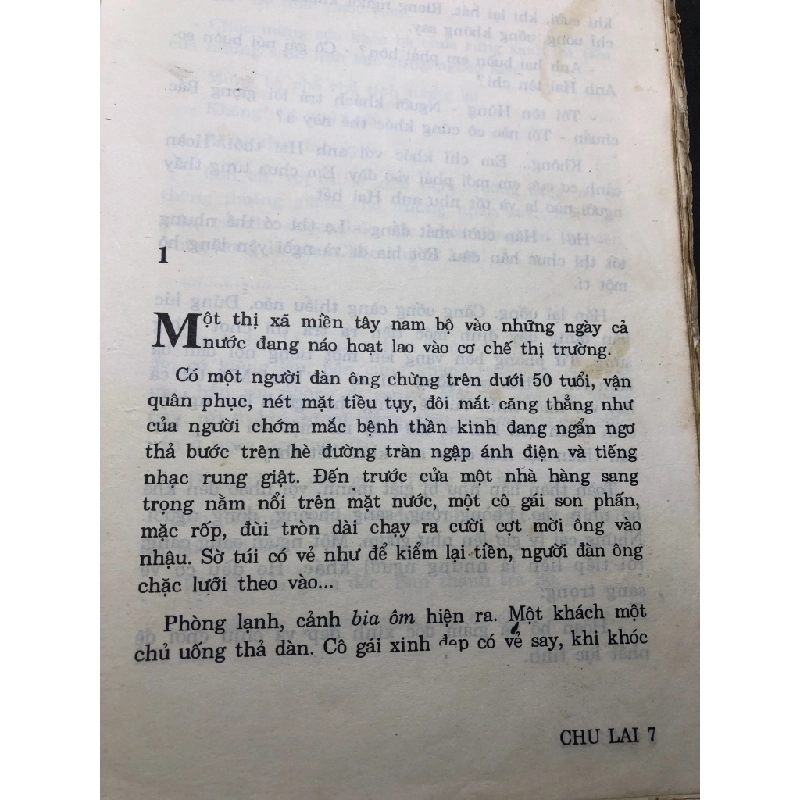 1
Một thị xã miền tây nam bộ vào những ngày cả
nước đang náo hoạt lao vào cơ chế thị trường.
Có một người đàn ông chừng trên dưới 50 tuổi, vận
quân phục, nét mặt tiều tụy, đôi mắt căng thẳng như
của người chớm mắc bệnh thần kinh đang ngẩn ngơ
thả bước trên hè đường tràn ngập ánh điện và tiếng
nhạc rung giật. Đến trước cửa một nhà hàng sang
trọng nằm nổi trên mặt nước, một cô gái son phấn,
mặc rốp, đùi tròn dài chạy ra cười cợt mời ông vào
nhậu. Sờ túi có vẻ như để kiểm lại tiền, người đàn ông
chặc lưỡi theo vào...
Phòng lạnh, cảnh bia ôm hiện ra. Một khách một
chủ uống thả dàn. Cô gái xinh đẹp có vẻ say, khi khóc
CHU LAI 7